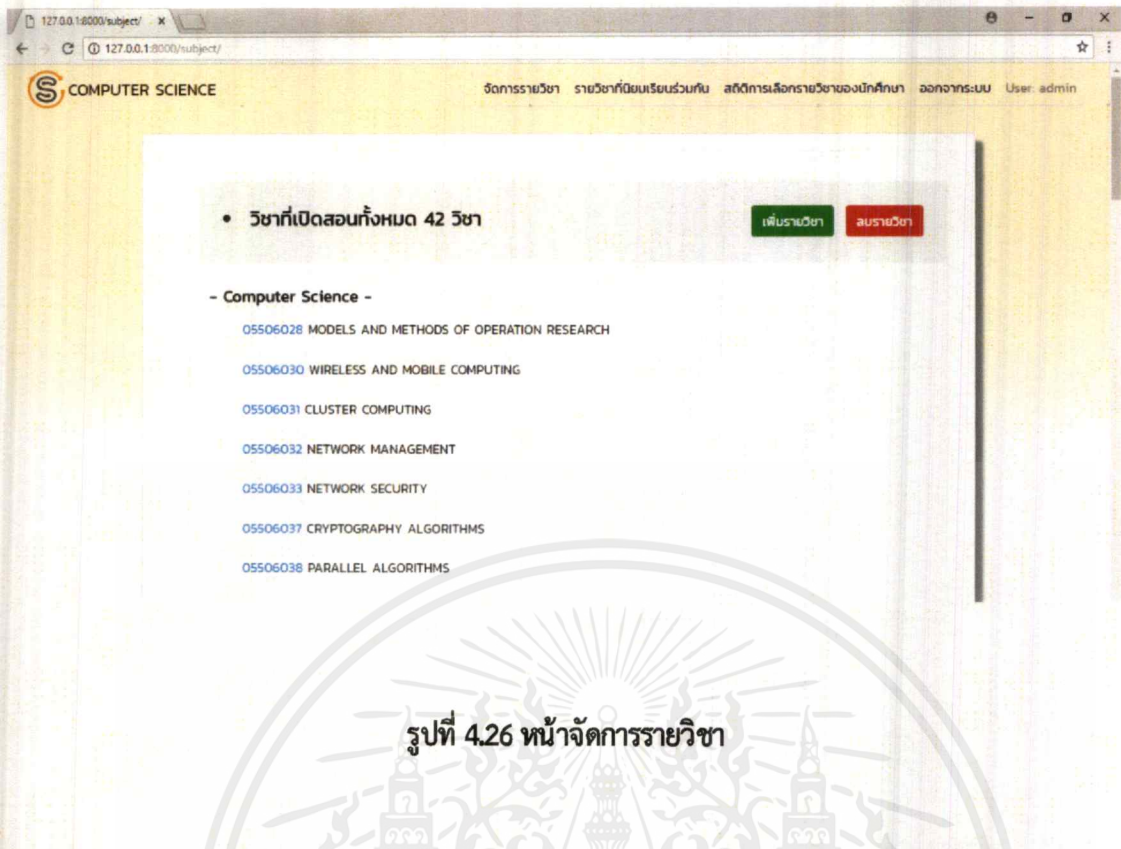 127.0.0.1:8000/subject/
127.0.0.1:8000/subject/
COMPUTER SCIENCE
จัดการรายวิชา รายวิชาที่นิยมเรียนร่วมกัน สถิติการเลือกรายวิชาของนักศึกษา ออกจากระบบ User: admin
• วิชาที่เปิดสอนทั้งหมด 42 วิชา
เพิ่มรายวิชา ลบรายวิชา
- Computer Science -
05506028 MODELS AND METHODS OF OPERATION RESEARCH
05506030 WIRELESS AND MOBILE COMPUTING
05506031 CLUSTER COMPUTING
05506032 NETWORK MANAGEMENT
05506033 NETWORK SECURITY
05506037 CRYPTOGRAPHY ALGORITHMS
05506038 PARALLEL ALGORITHMS
รูปที่ 4.26 หน้าจัดการรายวิชา